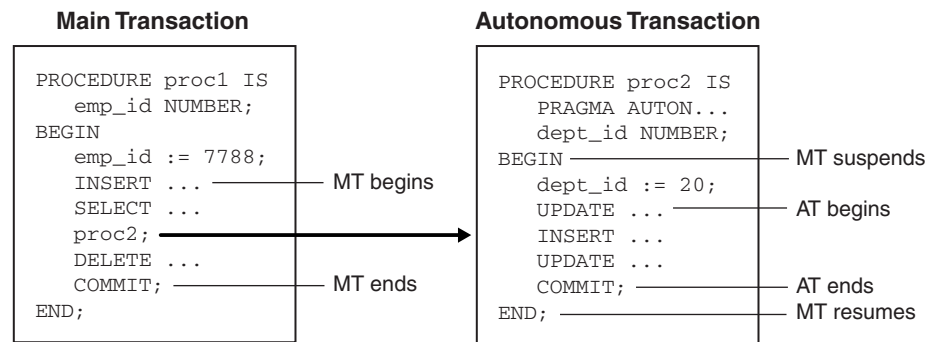 Main Transaction
PROCEDURE proc1 IS
emp_id NUMBER;
BEGIN
emp_id := 7788;
INSERT ... MT begins
SELECT ...
proc2;
DELETE ...
COMMIT; MT ends
END;
Autonomous Transaction
PROCEDURE proc2 IS
PRAGMA AUTON...
dept_id NUMBER;
BEGIN MT suspends
dept_id := 20;
UPDATE ... AT begins
INSERT ...
UPDATE ...
COMMIT; AT ends
END; MT resumes